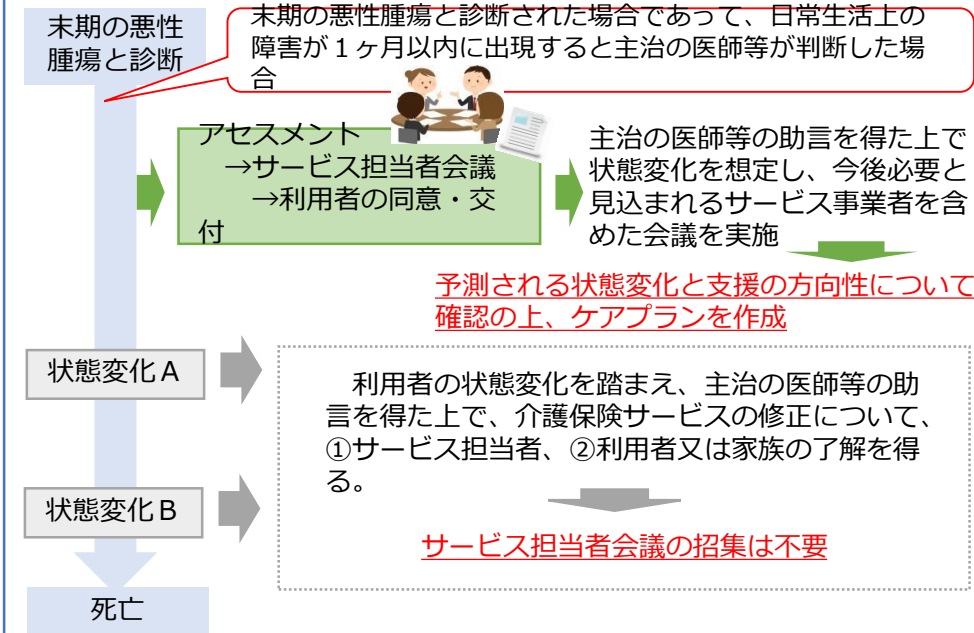 末期の悪性
腫瘍と診断
末期の悪性腫瘍と診断された場合であって、日常生活上の
障害が１ヶ月以内に出現すると主治の医師等が判断した場
合
アセスメント
→サービス担当者会議
→利用者の同意・交
付
主治の医師等の助言を得た上で
状態変化を想定し、今後必要と
見込まれるサービス事業者を含
めた会議を実施
予測される状態変化と支援の方向性について
確認の上、ケアプランを作成
状態変化Ａ
利用者の状態変化を踏まえ、主治の医師等の助
言を得た上で、介護保険サービスの修正について、
①サービス担当者、②利用者又は家族の了解を得
る。
状態変化Ｂ
サービス担当者会議の招集は不要
死亡